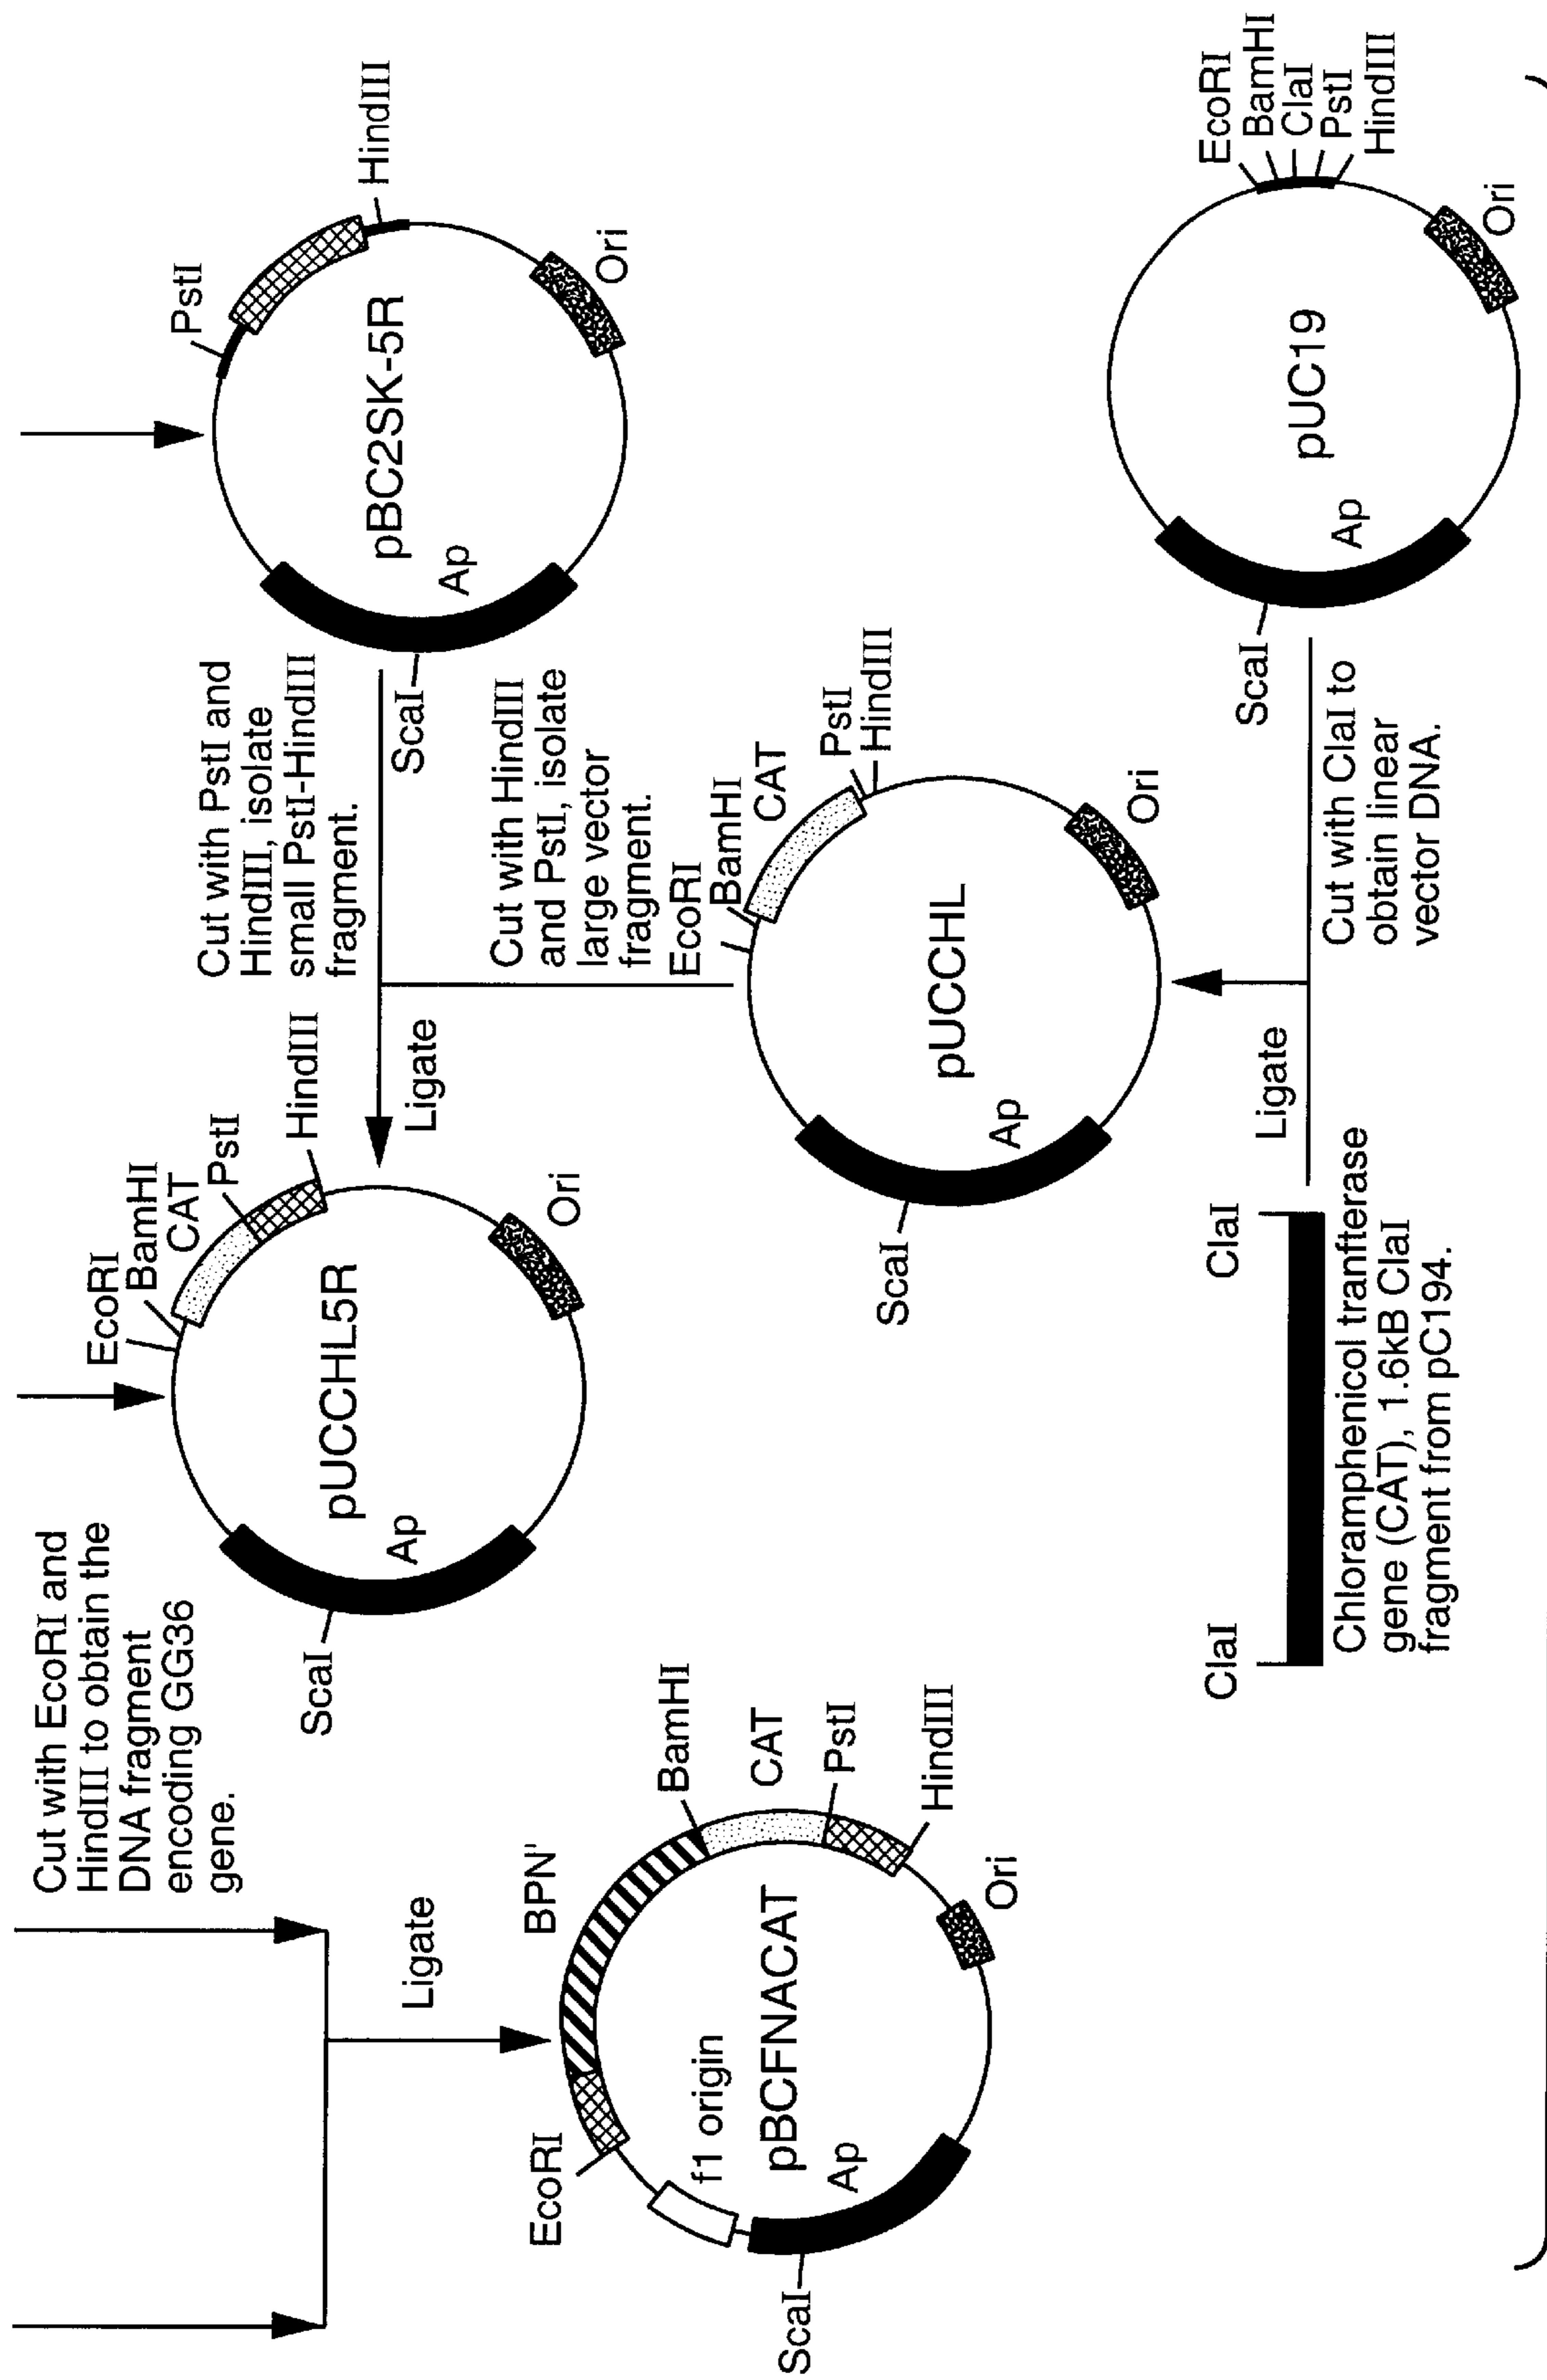 Cut with EcoRI and
HindIII to obtain the
DNA fragment
encoding GG36
gene.
Ligate
EcoRI
BPN'
BamHI
CAT
PstI
HindIII
Ori
f1 origin
pBCFNACAT
Ap
ScaI
EcoRI
BamHI
CAT
PstI
HindIII
pUCCHL5R
Ap
Ori
ScaI
Ligate
Cut with PstI and
HindIII, isolate
small PstI-HindIII
fragment.
Cut with HindIII
and PstI, isolate
large vector
fragment.
PstI
HindIII
pBC2SK-5R
Ap
Ori
ScaI
EcoRI
BamHI
CAT
PstI
HindIII
pUCCHL
Ap
Ori
ScaI
ClaI
ClaI
Chloramphenicol tranfterase
gene (CAT), 1.6kB ClaI
fragment from pC194.
Ligate
Cut with ClaI to
obtain linear
vector DNA.
EcoRI
BamHI
ClaI
PstI
HindIII
pUC19
Ap
Ori
ScaI